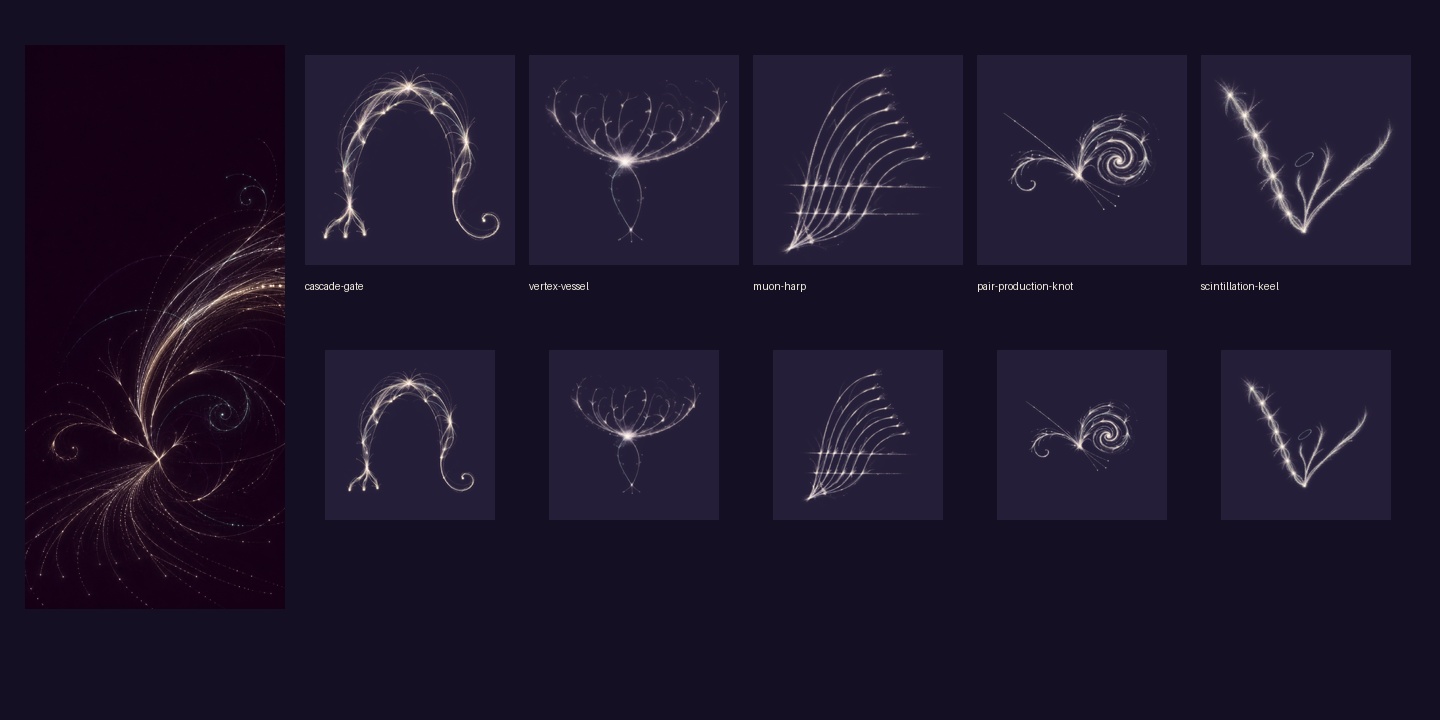 cascade-gate
vertex-vessel
muon-harp
pair-production-knot
scintillation-keel